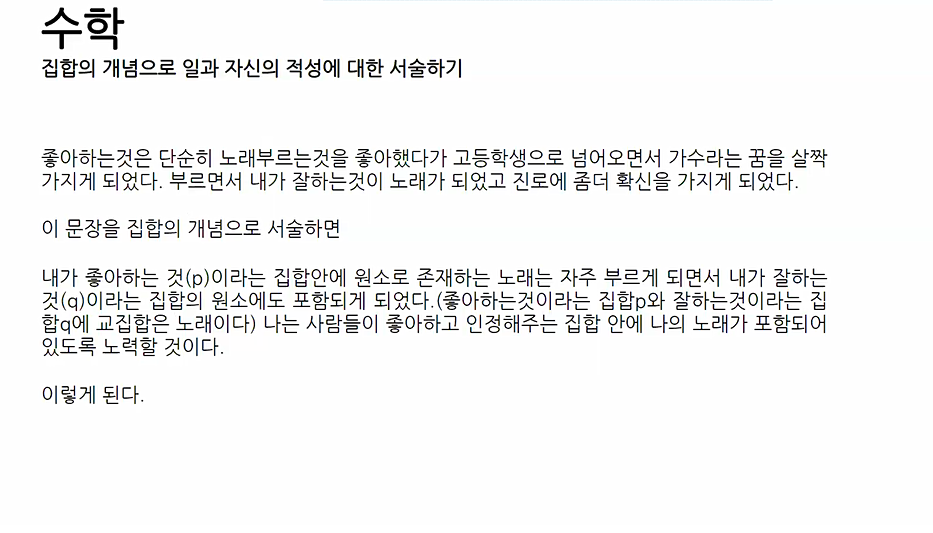 수학
집합의 개념으로 일과 자신의 적성에 대한 서술하기
좋아하는것은 단순히 노래부르는것을 좋아했다가 고등학생으로 넘어오면서 가수라는 꿈을 살짝
가지게 되었다. 부르면서 내가 잘하는것이 노래가 되었고 진로에 좀더 확신을 가지게 되었다.
이 문장을 집합의 개념으로 서술하면
내가 좋아하는 것(p)이라는 집합안에 원소로 존재하는 노래는 자주 부르게 되면서 내가 잘하는
것(q)이라는 집합의 원소에도 포함되게 되었다.(좋아하는것이라는 집합p와 잘하는것이라는 집
합q에 교집합은 노래이다) 나는 사람들이 좋아하고 인정해주는 집합 안에 나의 노래가 포함되어
있도록 노력할 것이다.
이렇게 된다.